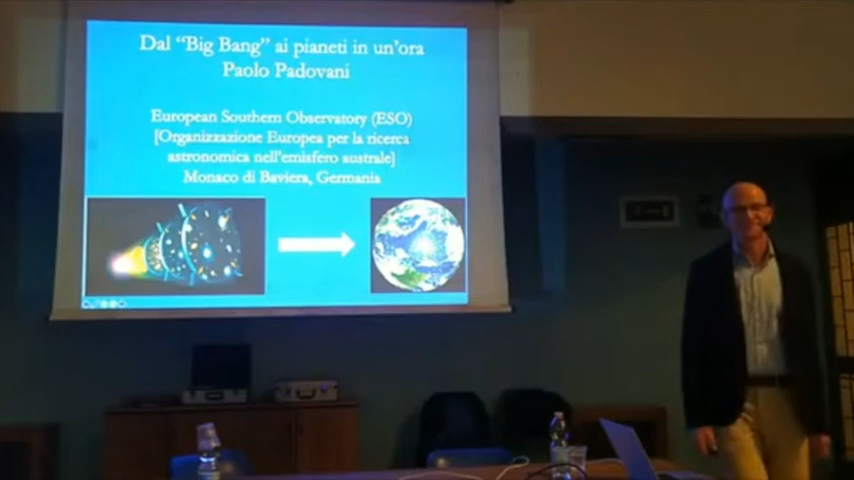 Dal “Big Bang” ai pianeti in un’ora
Paolo Padovani
European Southern Observatory (ESO)
[Organizzazione Europea per la ricerca
astronomica nell’emisfero australe]
Monaco di Baviera, Germania